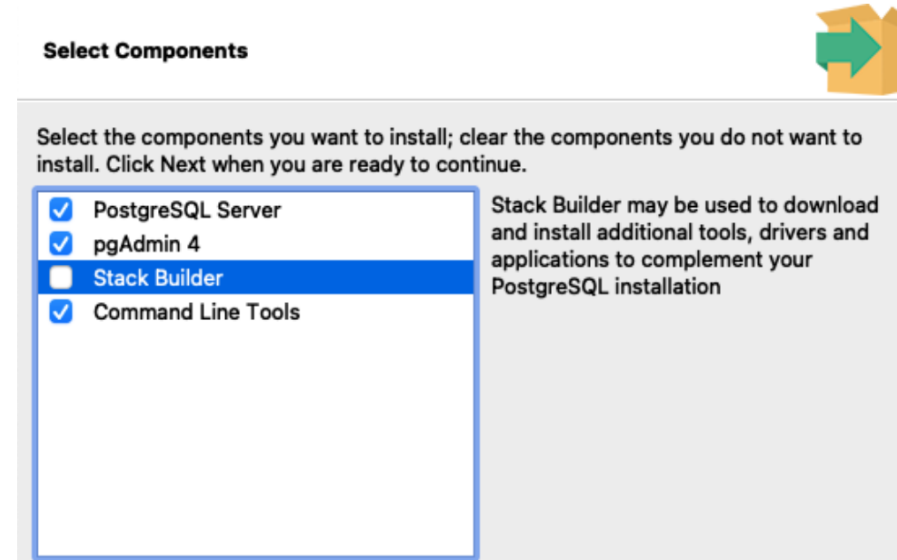 Select Components
Select the components you want to install; clear the components you do not want to
install. Click Next when you are ready to continue.
PostgreSQL Server
pgAdmin 4
Stack Builder
Command Line Tools
Stack Builder may be used to download
and install additional tools, drivers and
applications to complement your
PostgreSQL installation